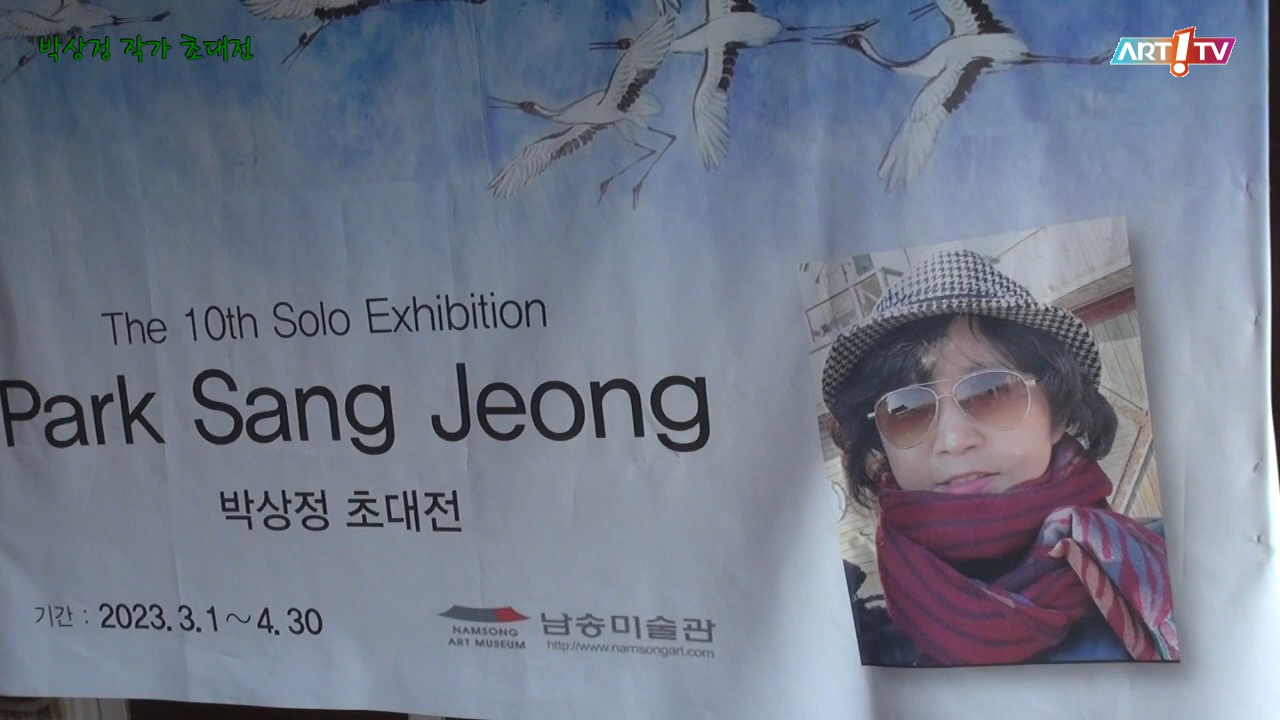 박상정 작가 초대전
ART!TV
The 10th Solo Exhibition
Park Sang Jeong
박상정 초대전
기간 : 2023. 3. 1 ~ 4. 30
NAMSONG
ART MUSEUM
남송미술관
http://www.namsongart.com